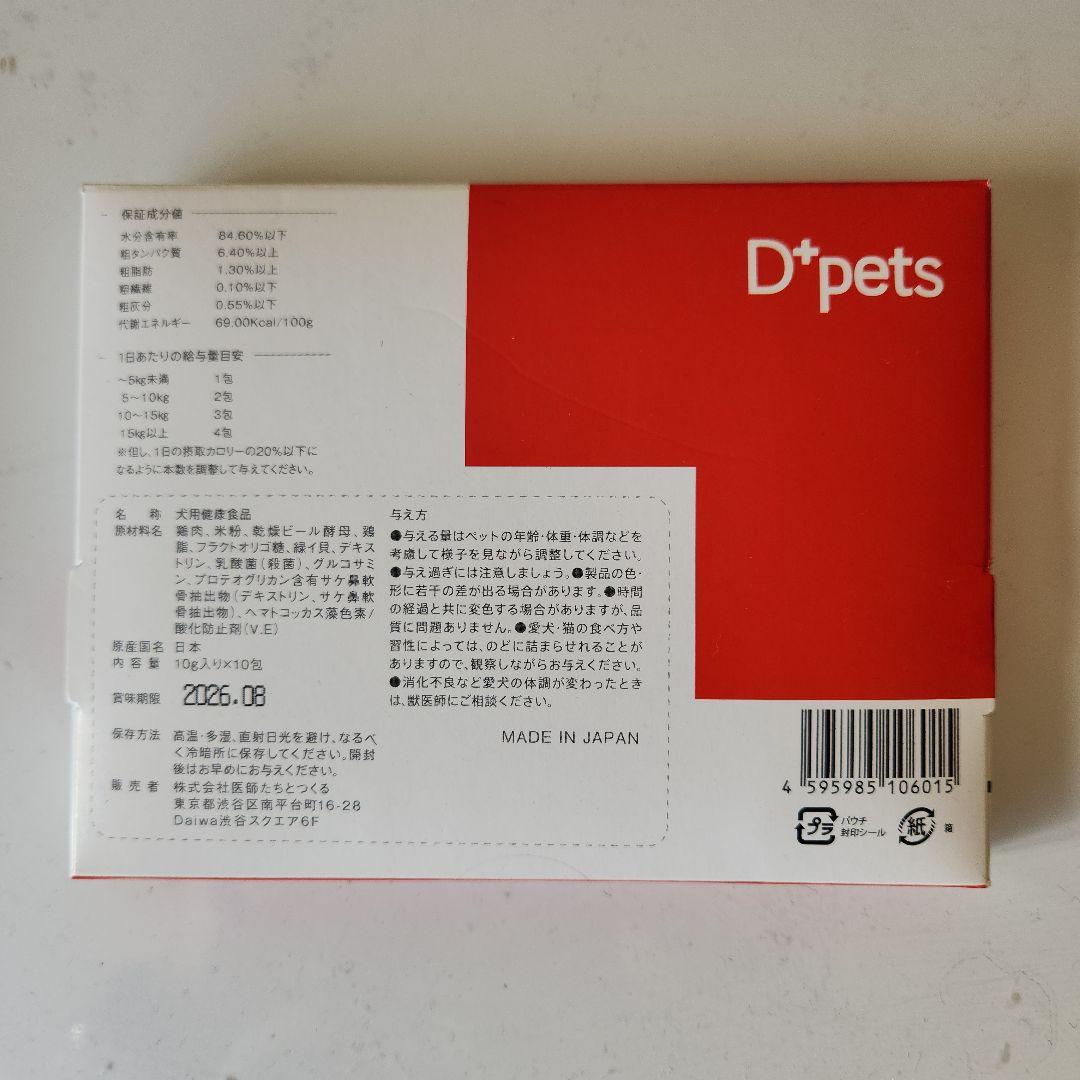 保証成分値
水分含有率 84.60%以下
粗タンパク質 6.40%以上
粗脂肪 1.30%以上
粗繊維 0.10%以下
粗灰分 0.55%以下
代謝エネルギー 69.00Kcal/100g
1日あたりの給与量目安
～5kg未満 1包
5～10kg 2包
10～15kg 3包
15kg以上 4包
※但し、1日の摂取カロリーの20%以下に
なるように本数を調整して与えてください。
D+pets
名称 犬用健康食品
原材料名 鶏肉、米粉、乾燥ビール酵母、鶏
脂、フラクトオリゴ糖、緑イ貝、デキス
トリン、乳酸菌(殺菌)、グルコサミ
ン、プロテオグリカン含有サケ鼻軟
骨抽出物(デキストリン、サケ鼻軟
骨抽出物)、ヘマトコッカス藻色素/
酸化防止剤(V.E)
原産国名 日本
内容量 10g入り×10包
賞味期限 2026.08
保存方法 高温・多湿、直射日光を避け、なるべ
く冷暗所に保存してください。開封
後はお早めにお与えください。
販売者 株式会社医師たちとつくる
東京都渋谷区南平台町16-28
Daiwa渋谷スクエア6F
与え方
●与える量はペットの年齢・体重・体調などを
考慮して様子を見ながら調整してください。
●与え過ぎには注意しましょう。●製品の色・
形に若干の差が出る場合があります。●時間
の経過と共に変色する場合がありますが、品
質に問題ありません。●愛犬・猫の食べ方や
習性によっては、のどに詰まらせれることが
ありますので、観察しながらお与えください。
●消化不良など愛犬の体調が変わったとき
は、獣医師にご相談ください。
MADE IN JAPAN
4 595985 106015
プラ パウチ
封印シール
紙 箱